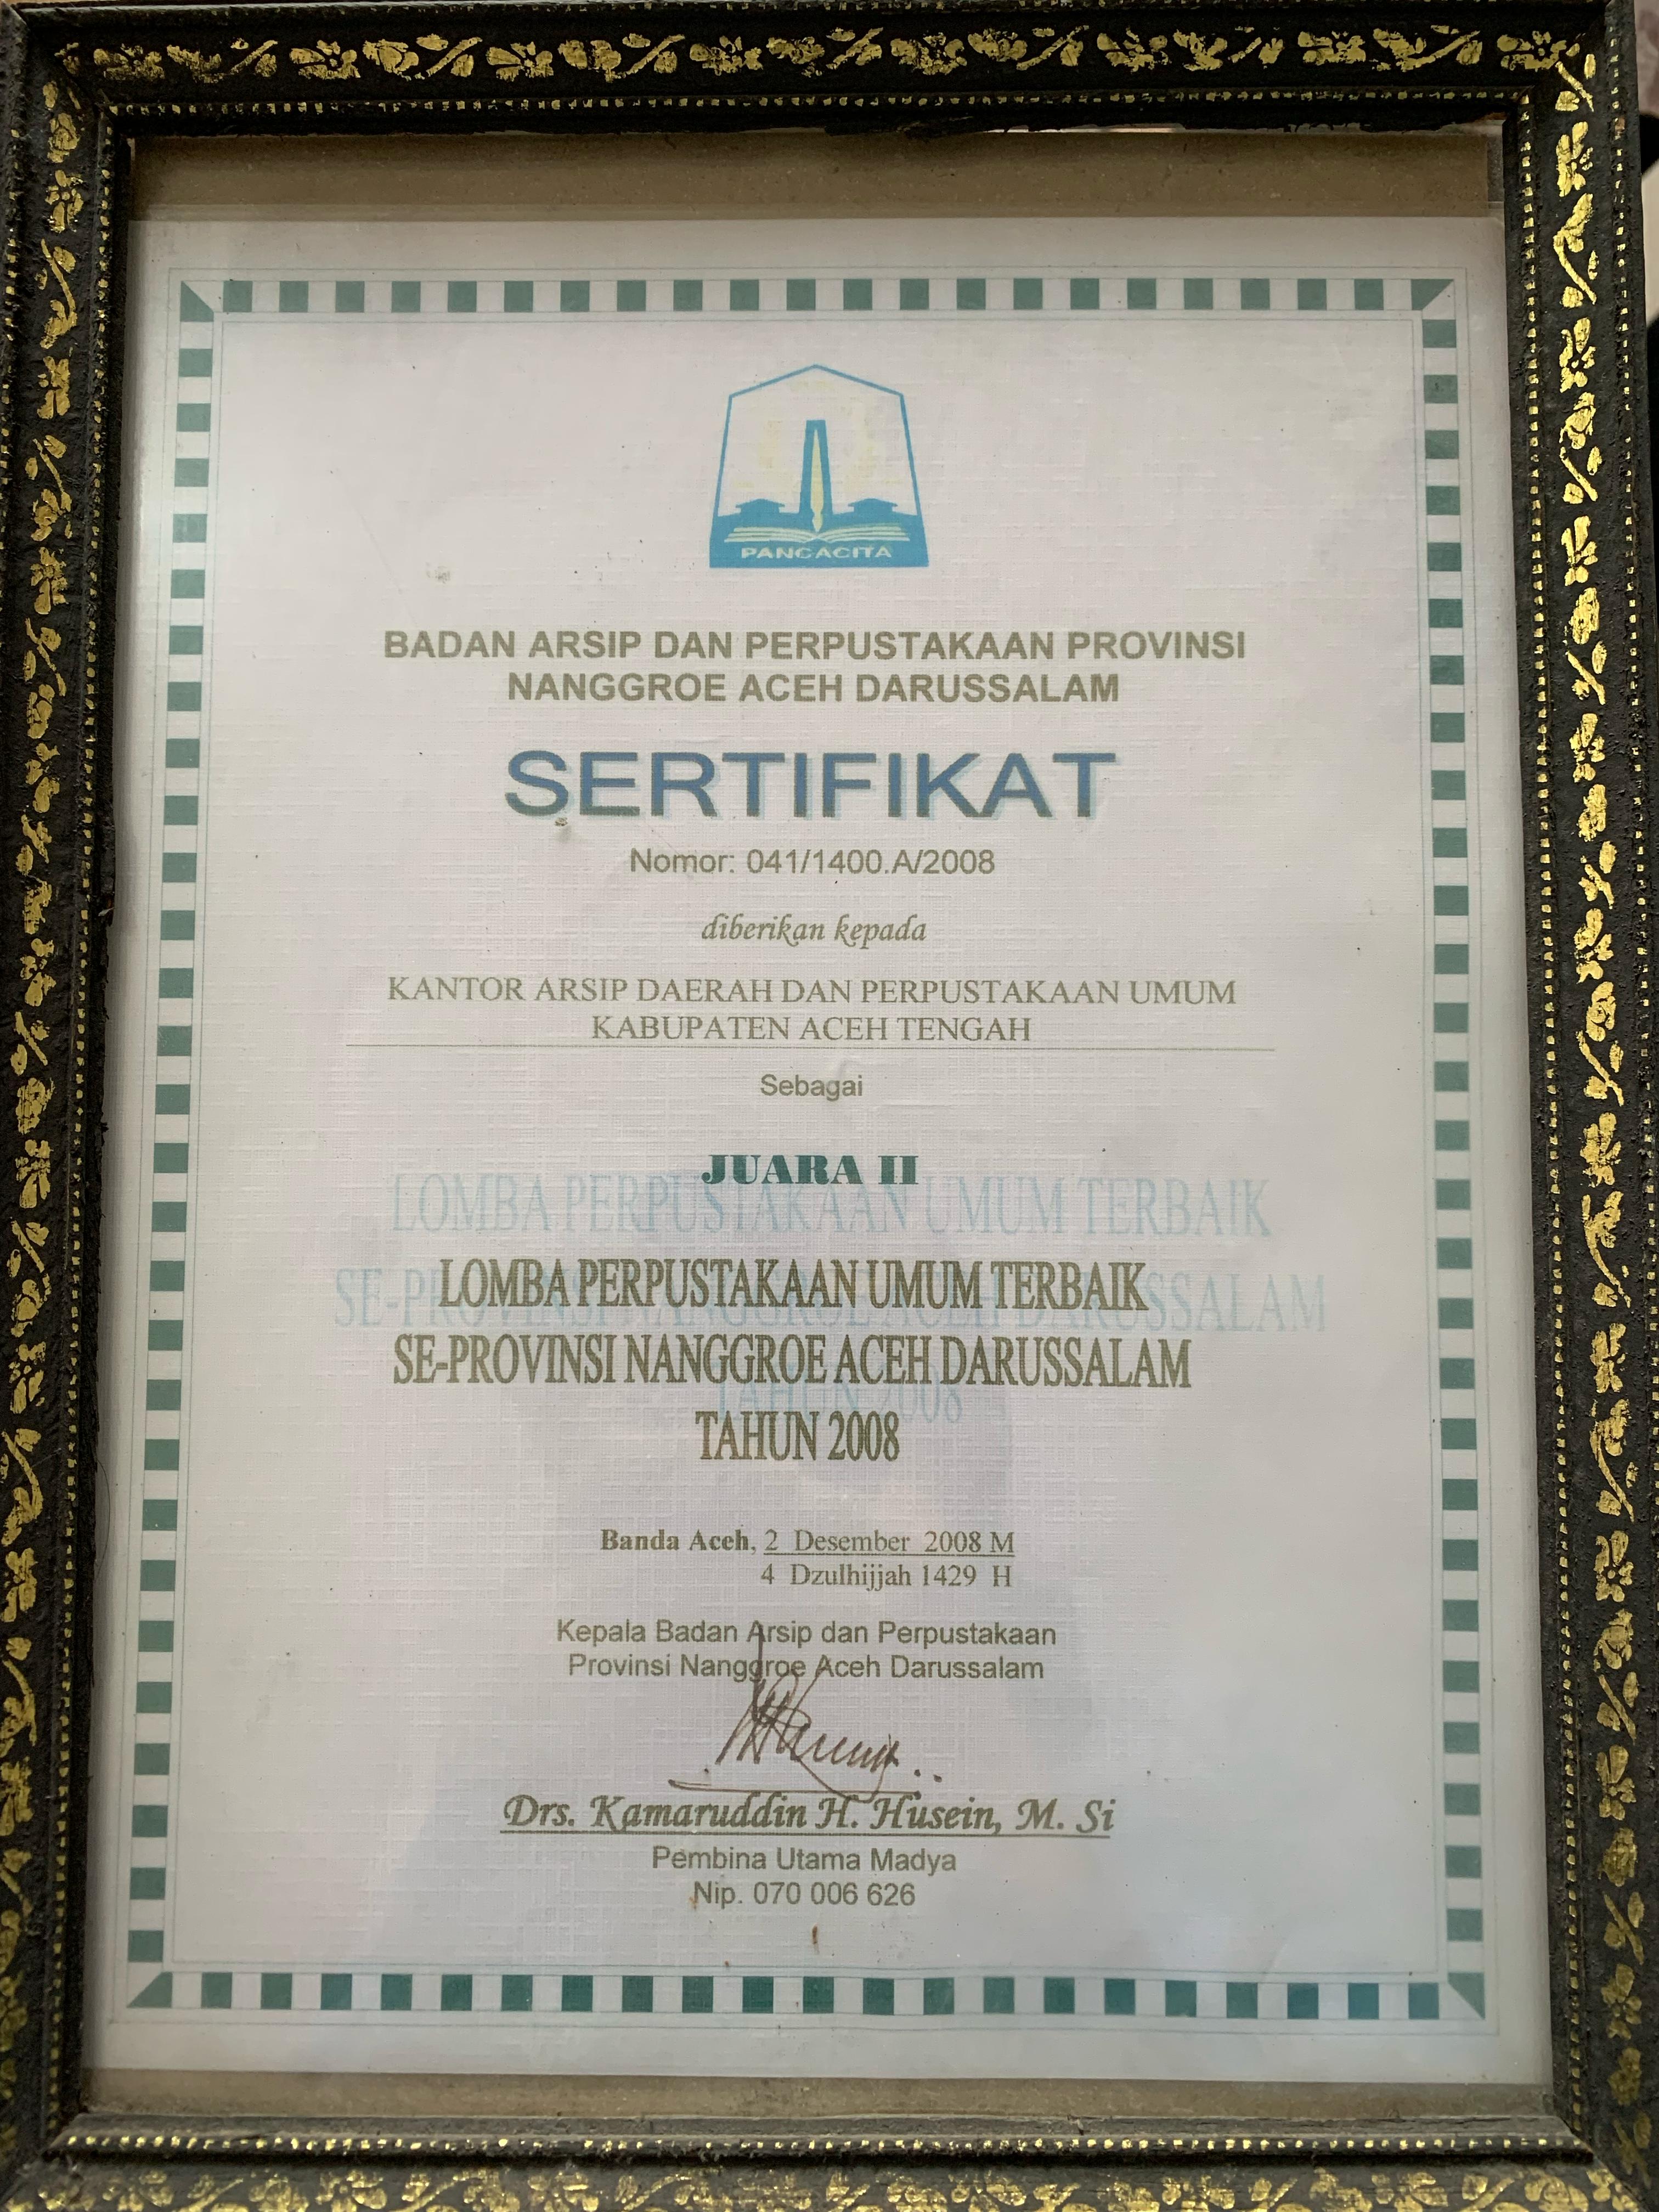 PANCACITA
BADAN ARSIP DAN PERPUSTAKAAN PROVINSI
NANGGROE ACEH DARUSSALAM
SERTIFIKAT
Nomor: 041/1400.A/2008
diberikan kepada
KANTOR ARSIP DAERAH DAN PERPUSTAKAAN UMUM
KABUPATEN ACEH TENGAH
Sebagai
JUARA II
LOMBA PERPUSTAKAAN UMUM TERBAIK
SE-PROVINSI NANGGROE ACEH DARUSSALAM
TAHUN 2008
Banda Aceh, 2 Desember 2008 M
4 Dzulhijjah 1429 H
Kepala Badan Arsip dan Perpustakaan
Provinsi Nanggroe Aceh Darussalam
Drs. Kamaruddin H. Husein, M. Si
Pembina Utama Madya
Nip. 070 006 626